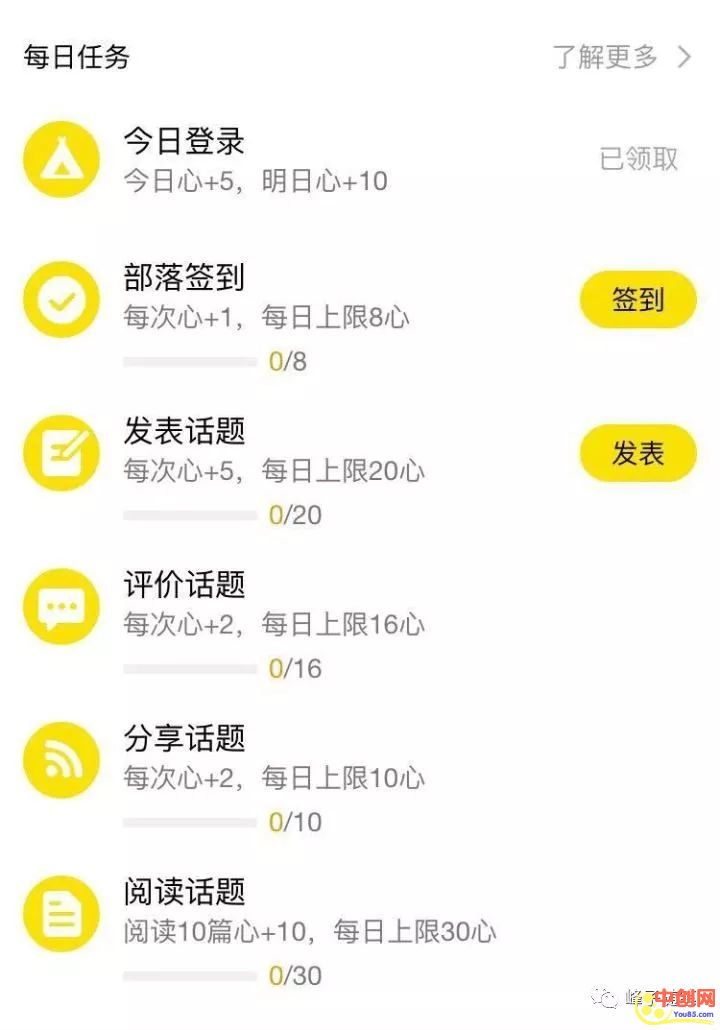 每日任务 了解更多
今日登录
今日心+5，明日心+10 已领取
部落签到
每次心+1，每日上限8心 签到
0/8
发表话题
每次心+5，每日上限20心 发表
0/20
评价话题
每次心+2，每日上限16心
0/16
分享话题
每次心+2，每日上限10心
0/10
阅读话题
阅读10篇心+10，每日上限30心
0/30
中创网
You85.com